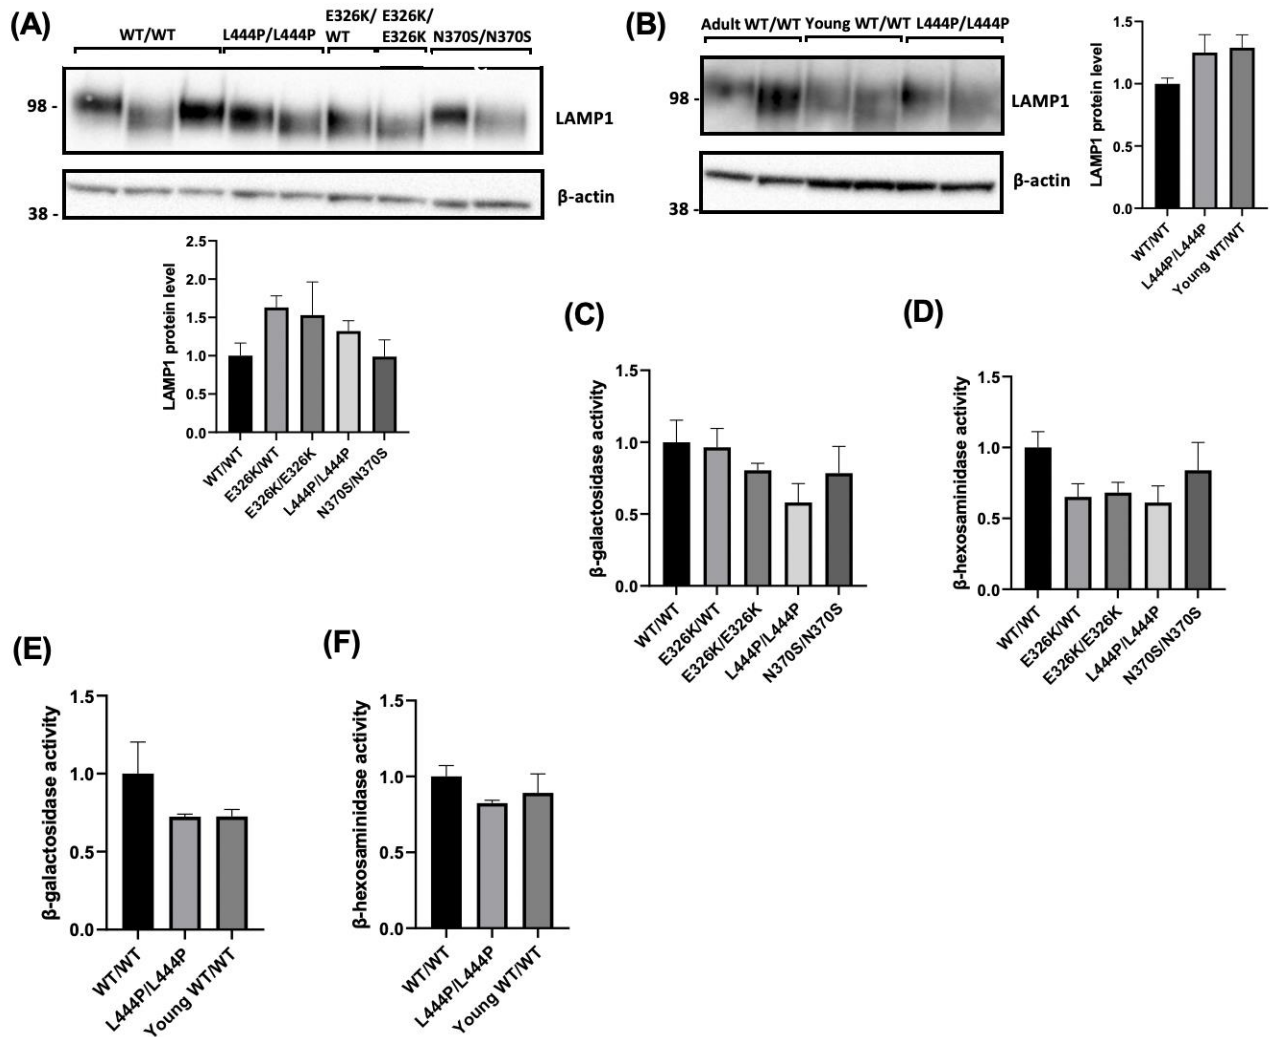 (A)
WT/WT
L444P/L444P
E326K/
WT
E326K/
E326K
N370S/N370S
98 -
LAMP1
β-actin
38 -
LAMP1 protein level
2.5
2.0
1.5
1.0
0.5
0.0
WT/WT
E326K/WT
E326K/E326K
L444P/L444P
N370S/N370S
(B)
Adult WT/WT
Young WT/WT
L444P/L444P
98 -
LAMP1
β-actin
38 -
LAMP1 protein level
1.5
1.0
0.5
0.0
WT/WT
L444P/L444P
Young WT/WT
(C)
β-galactosidase activity
1.5
1.0
0.5
0.0
WT/WT
E326K/WT
E326K/E326K
L444P/L444P
N370S/N370S
(D)
β-hexosaminidase activity
1.5
1.0
0.5
0.0
WT/WT
E326K/WT
E326K/E326K
L444P/L444P
N370S/N370S
(E)
β-galactosidase activity
1.5
1.0
0.5
0.0
WT/WT
L444P/L444P
Young WT/WT
(F)
β-hexosaminidase activity
1.5
1.0
0.5
0.0
WT/WT
L444P/L444P
Young WT/WT